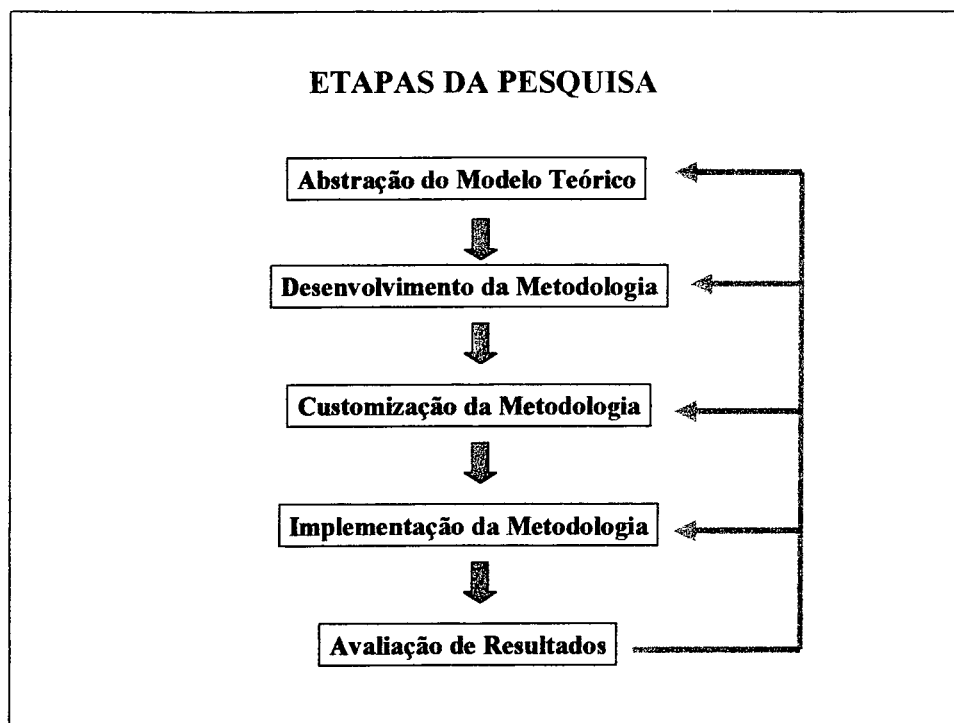 ETAPAS DA PESQUISA
Abstração do Modelo Teórico
Desenvolvimento da Metodologia
Customização da Metodologia
Implementação da Metodologia
Avaliação de Resultados